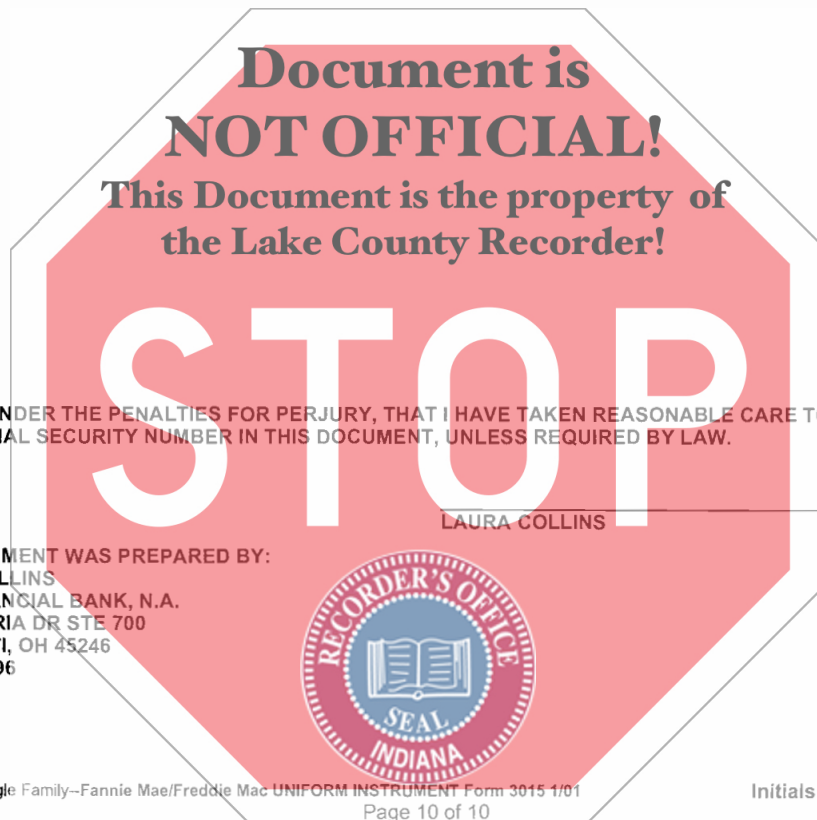 Document is
NOT OFFICIAL!
This Document is the property of
the Lake County Recorder!
STOP
NDER THE PENALTIES FOR PERJURY, THAT I HAVE TAKEN REASONABLE CARE TO
AL SECURITY NUMBER IN THIS DOCUMENT, UNLESS REQUIRED BY LAW.
LAURA COLLINS
MENT WAS PREPARED BY:
LLINS
NCIAL BANK, N.A.
RIA DR STE 700
I, OH 45246
96
RECORDER'S OFFICE
SEAL
INDIANA
gle Family--Fannie Mae/Freddie Mac UNIFORM INSTRUMENT Form 3015 1/01
Initials
Page 10 of 10